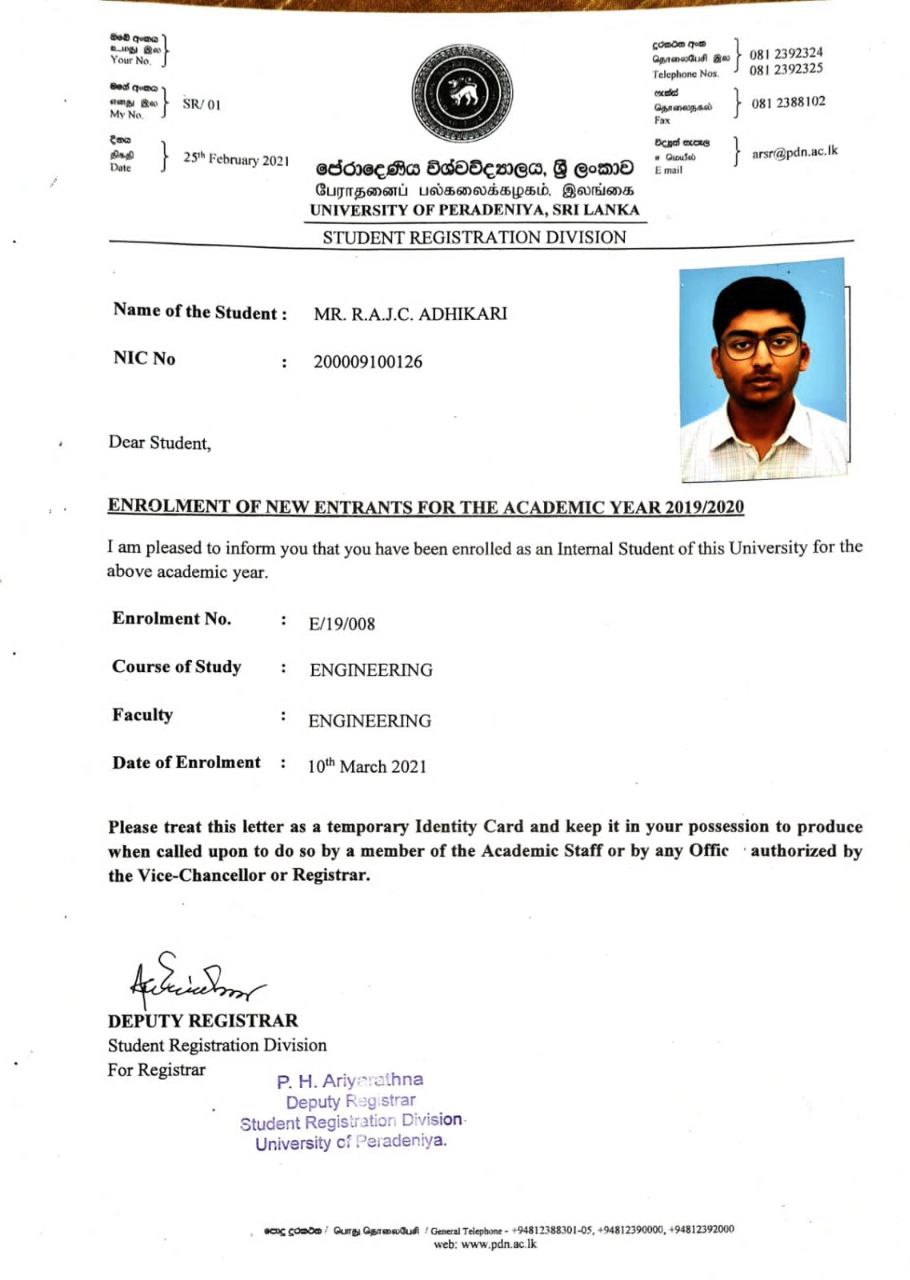 ඔබේ අංකය
உமது இல
Your No.
මගේ අංකය
எனது இல
My No.
SR/ 01
දිනය
திகதி
Date
25th February 2021
දුරකථන අංක
தொலைபேசி இல
Telephone Nos.
081 2392324
081 2392325
ෆැක්ස්
தொலைநகல்
Fax
081 2388102
විද්‍යුත් තැපෑල
மெயில்
E mail
arsr@pdn.ac.lk
පේරාදෙණිය විශ්වවිද්‍යාලය, ශ්‍රී ලංකාව
பேராதனைப் பல்கலைக்கழகம், இலங்கை
UNIVERSITY OF PERADENIYA, SRI LANKA
STUDENT REGISTRATION DIVISION
Name of the Student : MR. R.A.J.C. ADHIKARI
NIC No : 200009100126
Dear Student,
ENROLMENT OF NEW ENTRANTS FOR THE ACADEMIC YEAR 2019/2020
I am pleased to inform you that you have been enrolled as an Internal Student of this University for the
above academic year.
Enrolment No. : E/19/008
Course of Study : ENGINEERING
Faculty : ENGINEERING
Date of Enrolment : 10th March 2021
Please treat this letter as a temporary Identity Card and keep it in your possession to produce
when called upon to do so by a member of the Academic Staff or by any Offic authorized by
the Vice-Chancellor or Registrar.
DEPUTY REGISTRAR
Student Registration Division
For Registrar
P. H. Ariyarathna
Deputy Registrar
Student Registration Division
University of Peradeniya.
පොදු දුරකථන / பொது தொலைபேசி / General Telephone - +94812388301-05, +94812390000, +94812392000
web: www.pdn.ac.lk